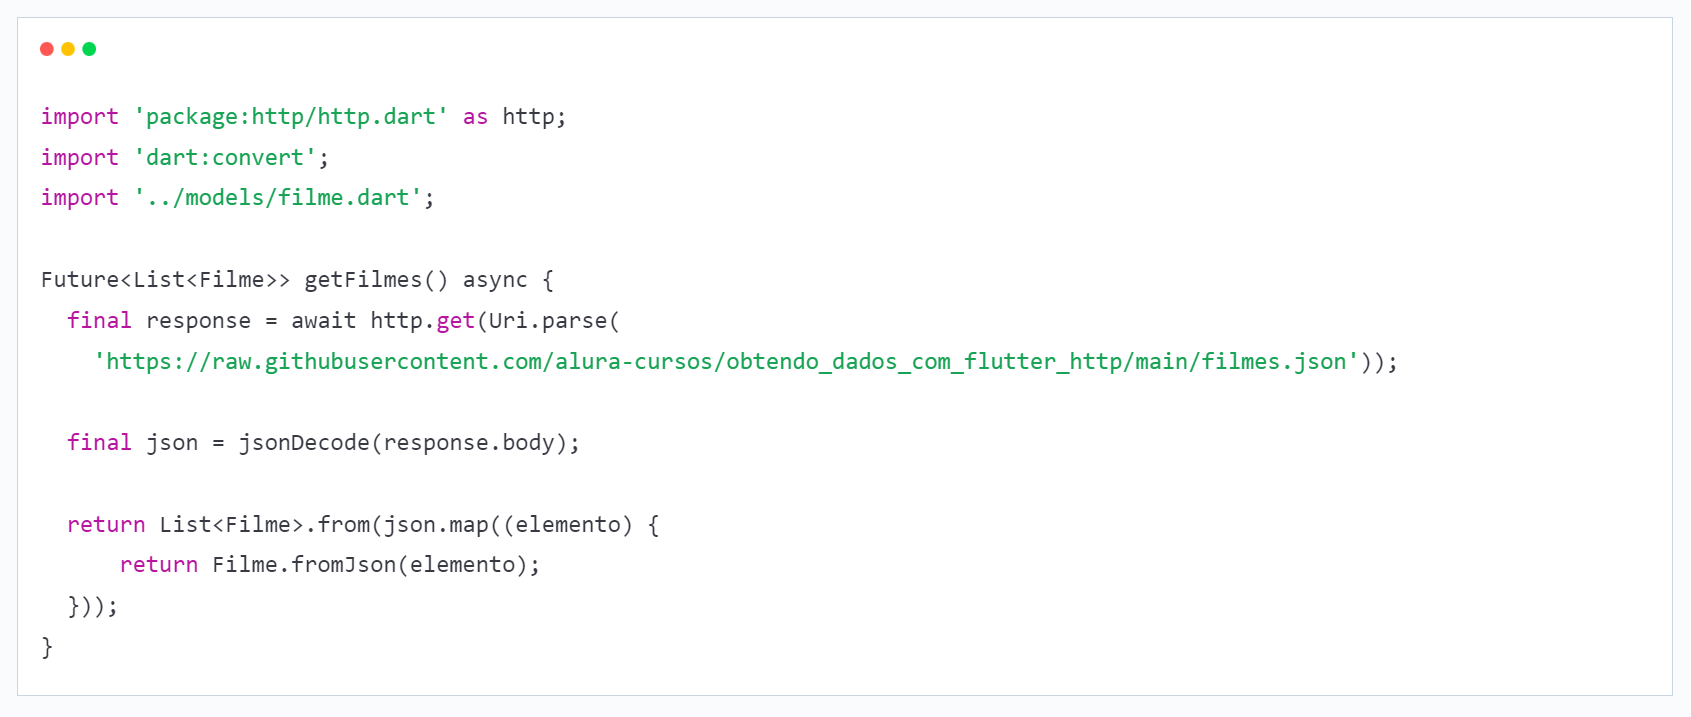 import 'package:http/http.dart' as http;
import 'dart:convert';
import '../models/filme.dart';
Future<List<Filme>> getFilmes() async {
  final response = await http.get(Uri.parse(
    'https://raw.githubusercontent.com/alura-cursos/obtendo_dados_com_flutter_http/main/filmes.json'));
  final json = jsonDecode(response.body);
  return List<Filme>.from(json.map((elemento) {
      return Filme.fromJson(elemento);
  }));
}